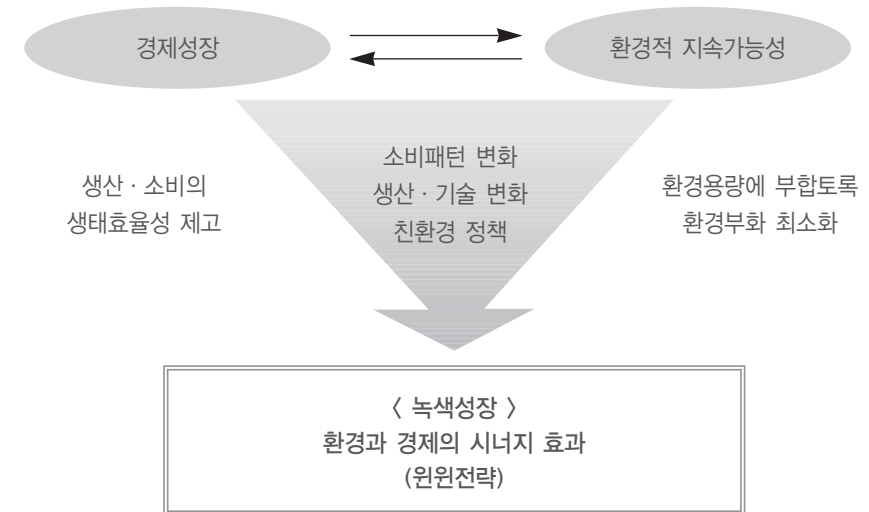 경제성장
환경적 지속가능성
생산 · 소비의
생태효율성 제고
소비패턴 변화
생산 · 기술 변화
친환경 정책
환경용량에 부합토록
환경부화 최소화
〈 녹색성장 〉
환경과 경제의 시너지 효과
(윈윈전략)